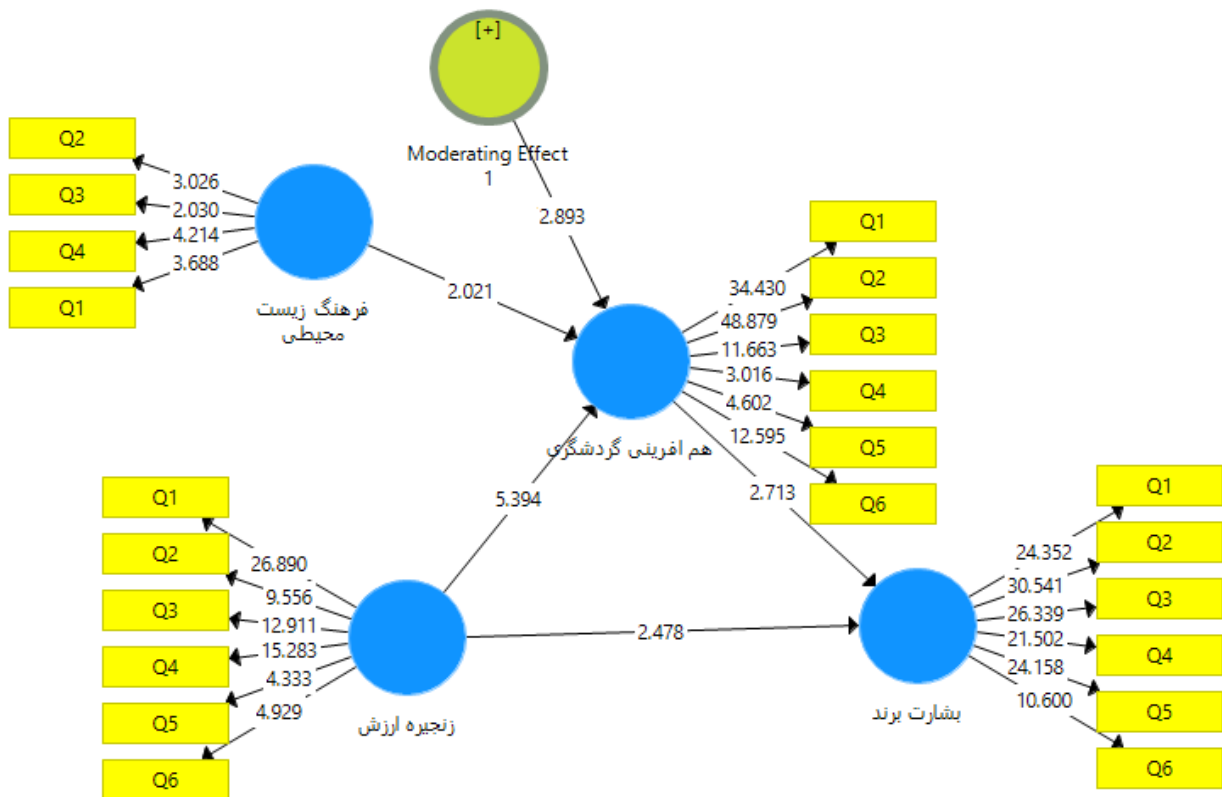 [+]
Moderating Effect
1
2.893
Q2
Q3
Q4
Q1
3.026
2.030
4.214
3.688
فرهنگ زیست
محیطی
2.021
Q1
Q2
Q3
Q4
Q5
Q6
34.430
48.879
11.663
3.016
4.602
12.595
هم افرینی گردشگری
5.394
2.713
Q1
Q2
Q3
Q4
Q5
Q6
26.890
9.556
12.911
15.283
4.333
4.929
زنجیره ارزش
2.478
Q1
Q2
Q3
Q4
Q5
Q6
24.352
30.541
26.339
21.502
24.158
10.600
بشارت برند